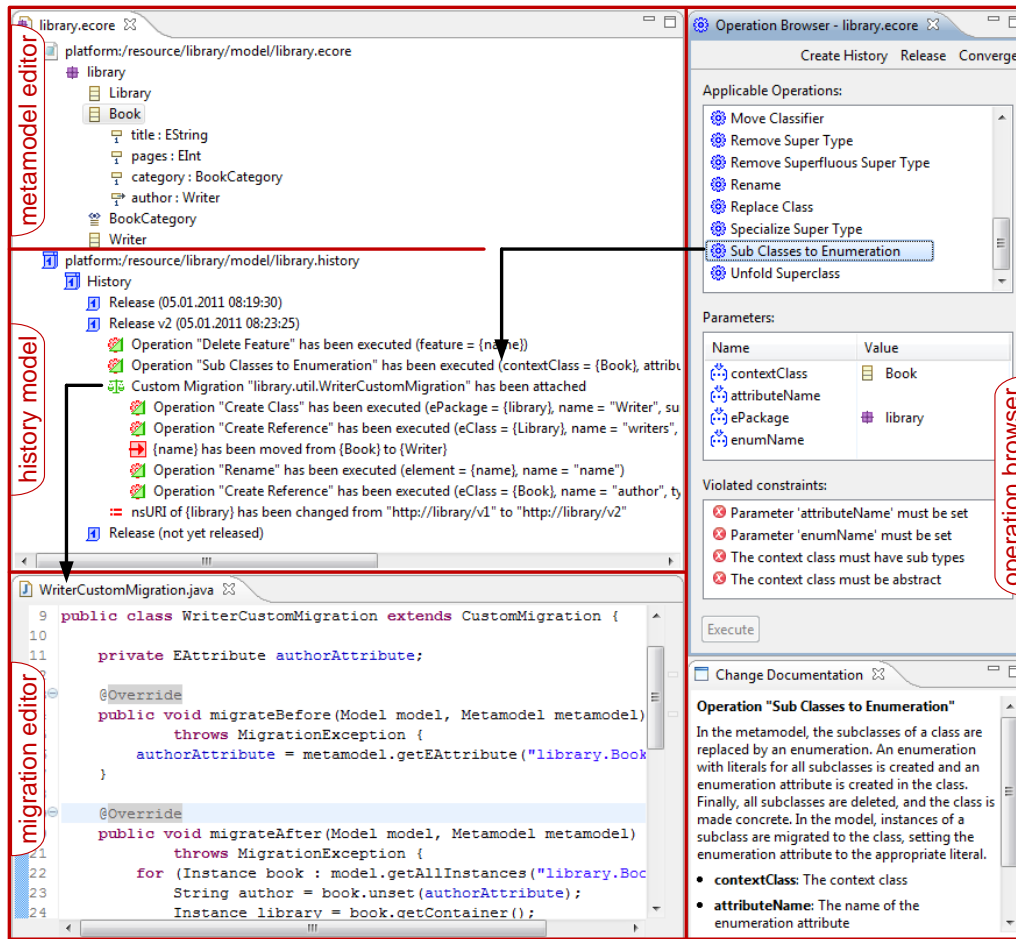 library.ecore
platform:/resource/library/model/library.ecore
library
Library
Book
title : EString
pages : EInt
category : BookCategory
author : Writer
BookCategory
Writer
metamodel editor
platform:/resource/library/model/library.history
History
Release (05.01.2011 08:19:30)
Release v2 (05.01.2011 08:23:25)
Operation "Delete Feature" has been executed (feature = {name})
Operation "Sub Classes to Enumeration" has been executed (contextClass = {Book}, attribu
Custom Migration "library.util.WriterCustomMigration" has been attached
Operation "Create Class" has been executed (ePackage = {library}, name = "Writer", su
Operation "Create Reference" has been executed (eClass = {Library}, name = "writers",
{name} has been moved from {Book} to {Writer}
Operation "Rename" has been executed (element = {name}, name = "name")
Operation "Create Reference" has been executed (eClass = {Book}, name = "author", ty
nsURI of {library} has been changed from "http://library/v1" to "http://library/v2"
Release (not yet released)
history model
WriterCustomMigration.java
9 public class WriterCustomMigration extends CustomMigration {
10
11 private EAttribute authorAttribute;
@Override
public void migrateBefore(Model model, Metamodel metamodel)
throws MigrationException {
authorAttribute = metamodel.getEAttribute("library.Book
}
@Override
public void migrateAfter(Model model, Metamodel metamodel)
21 throws MigrationException {
22 for (Instance book : model.getAllInstances("library.Boo
23 String author = book.unset(authorAttribute);
24 Instance library = book.getContainer();
migration editor
Operation Browser - library.ecore
Create History Release Converge
Applicable Operations:
Move Classifier
Remove Super Type
Remove Superfluous Super Type
Rename
Replace Class
Specialize Super Type
Sub Classes to Enumeration
Unfold Superclass
Parameters:
Name Value
contextClass Book
attributeName
ePackage library
enumName
Violated constraints:
Parameter 'attributeName' must be set
Parameter 'enumName' must be set
The context class must have sub types
The context class must be abstract
Execute
operation browser
Change Documentation
Operation "Sub Classes to Enumeration"
In the metamodel, the subclasses of a class are
replaced by an enumeration. An enumeration
with literals for all subclasses is created and an
enumeration attribute is created in the class.
Finally, all subclasses are deleted, and the class is
made concrete. In the model, instances of a
subclass are migrated to the class, setting the
enumeration attribute to the appropriate literal.
• contextClass: The context class
• attributeName: The name of the
enumeration attribute